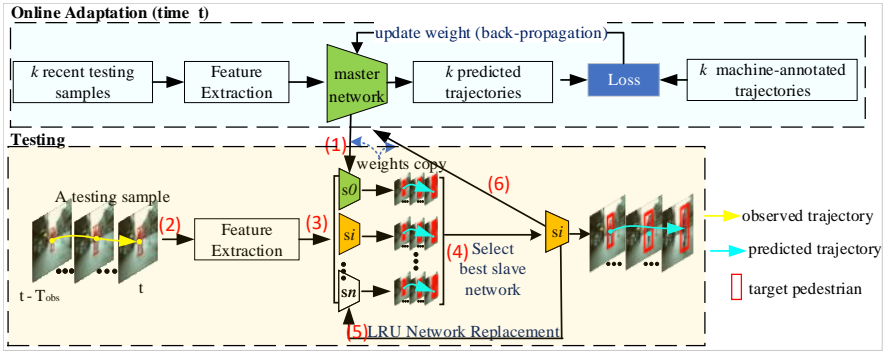 Online Adaptation (time t)
update weight (back-propagation)
k recent testing
samples
Feature
Extraction
master
network
k predicted
trajectories
Loss
k machine-annotated
trajectories
Testing
(1)
weights copy
(6)
A testing sample
(2)
Feature
Extraction
(3)
s0
si
sn
(4)
Select
best slave
network
si
t - Tobs
t
(5)
LRU Network Replacement
observed trajectory
predicted trajectory
target pedestrian